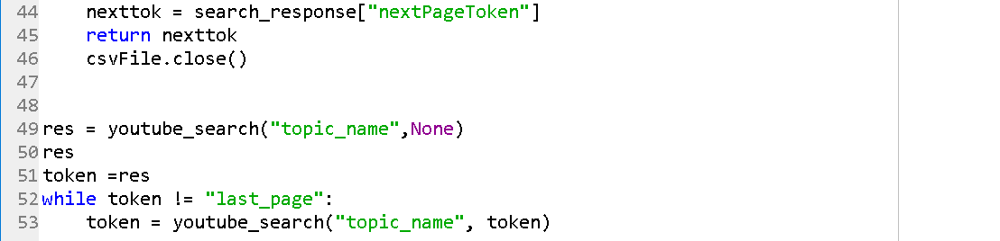 44    nexttok = search_response["nextPageToken"]
45    return nexttok
46    csvFile.close()
47
48
49 res = youtube_search("topic_name",None)
50 res
51 token =res
52 while token != "last_page":
53    token = youtube_search("topic_name", token)